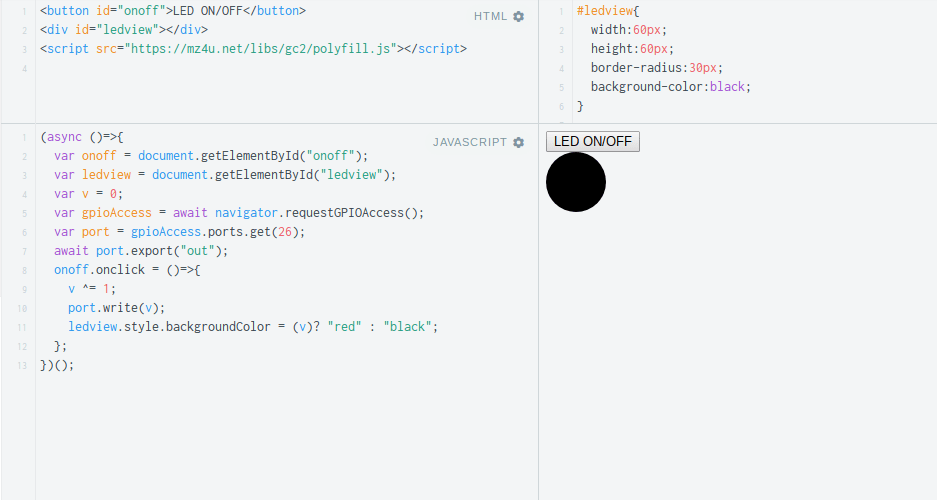 1 <button id="onoff">LED ON/OFF</button>
2 <div id="ledview"></div>
3 <script src="https://mz4u.net/libs/gc2/polyfill.js"></script>
4
HTML
1 #ledview{
2   width:60px;
3   height:60px;
4   border-radius:30px;
5   background-color:black;
6 }
1 (async ()=>{
2   var onoff = document.getElementById("onoff");
3   var ledview = document.getElementById("ledview");
4   var v = 0;
5   var gpioAccess = await navigator.requestGPIOAccess();
6   var port = gpioAccess.ports.get(26);
7   await port.export("out");
8   onoff.onclick = ()=>{
9     v ^= 1;
10     port.write(v);
11     ledview.style.backgroundColor = (v)? "red" : "black";
12   };
13 })();
JAVASCRIPT
LED ON/OFF